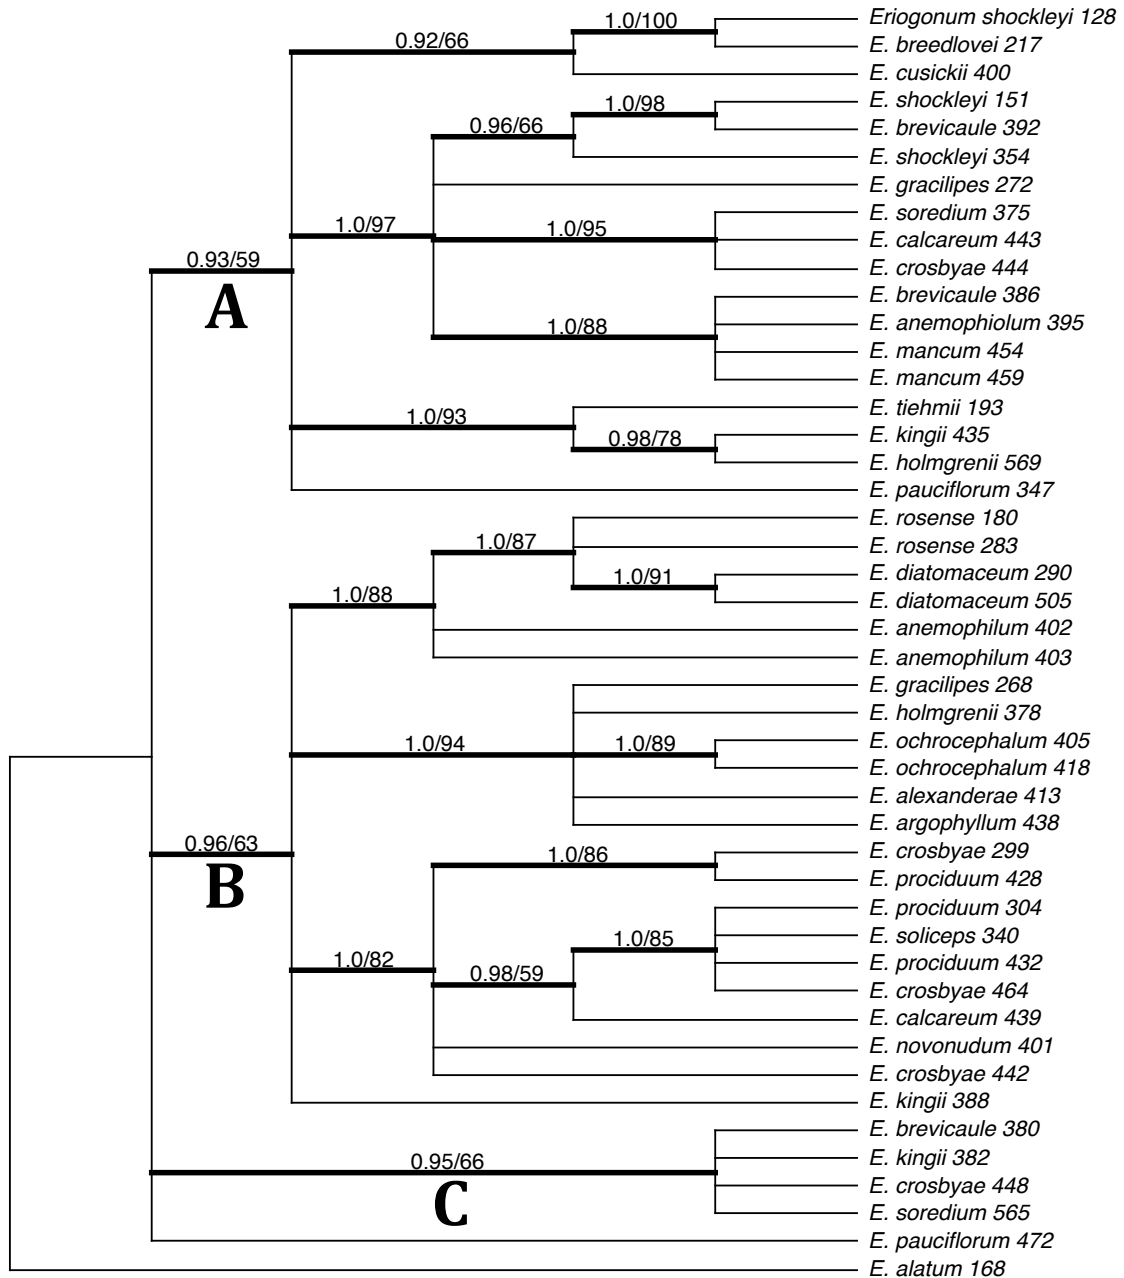 1.0/100
Eriogonum shockleyi 128
0.92/66
E. breedlovei 217
E. cusickii 400
1.0/98
E. shockleyi 151
0.96/66
E. brevicaule 392
E. shockleyi 354
E. gracilipes 272
1.0/97
1.0/95
E. soredium 375
E. calcareum 443
0.93/59
E. crosbyae 444
A
E. brevicaule 386
1.0/88
E. anemophiolum 395
E. mancum 454
E. mancum 459
1.0/93
E. tiehmii 193
0.98/78
E. kingii 435
E. holmgrenii 569
E. pauciflorum 347
E. rosense 180
1.0/87
E. rosense 283
1.0/91
E. diatomaceum 290
1.0/88
E. diatomaceum 505
E. anemophilum 402
E. anemophilum 403
E. gracilipes 268
E. holmgrenii 378
1.0/94
1.0/89
E. ochrocephalum 405
E. ochrocephalum 418
E. alexanderae 413
E. argophyllum 438
0.96/63
B
1.0/86
E. crosbyae 299
E. prociduum 428
E. prociduum 304
1.0/85
E. soliceps 340
1.0/82
0.98/59
E. prociduum 432
E. crosbyae 464
E. calcareum 439
E. novonudum 401
E. crosbyae 442
E. kingii 388
E. brevicaule 380
0.95/66
E. kingii 382
C
E. crosbyae 448
E. soredium 565
E. pauciflorum 472
E. alatum 168